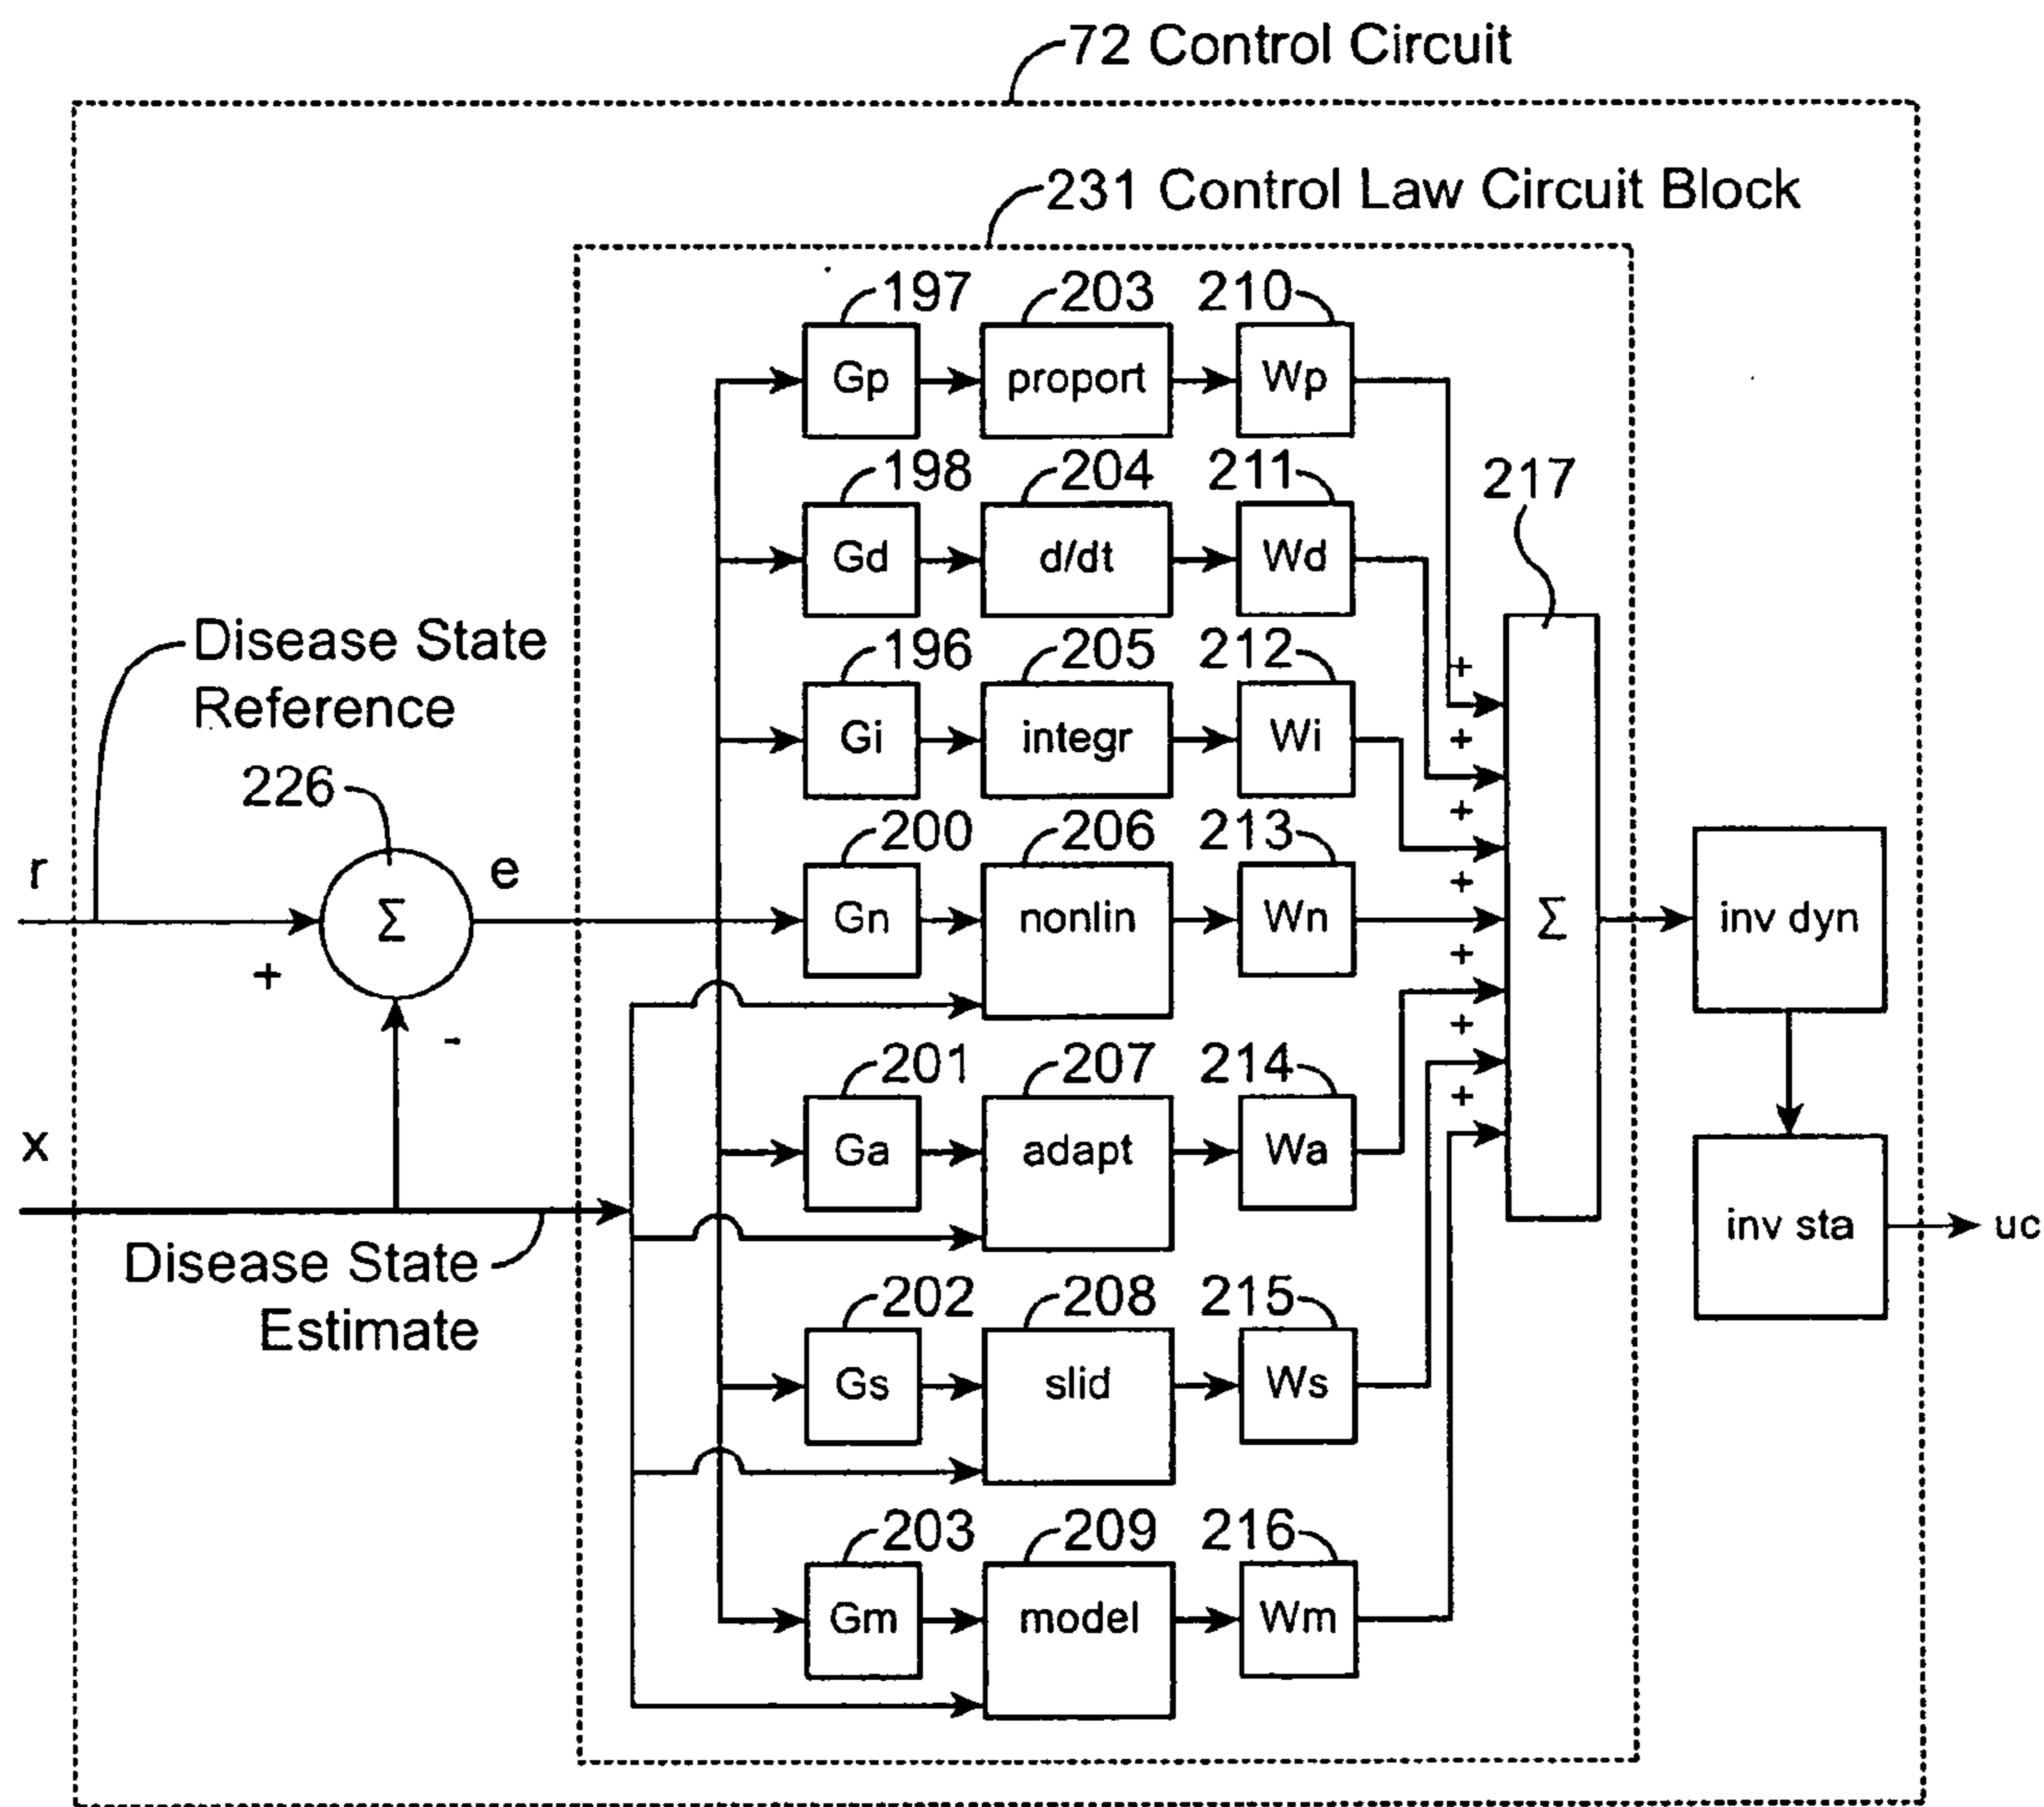 72 Control Circuit
231 Control Law Circuit Block
197 203 210
Gp proport Wp
198 204 211
Gd d/dt Wd
217
196 205 212
Gi integr Wi
Disease State
Reference
226
r + Σ e
-
200 206 213
Gn nonlin Wn
+
+
+
+
+
+
+
Σ
inv dyn
201 207 214
Ga adapt Wa
x
Disease State
Estimate
inv sta uc
202 208 215
Gs slid Ws
203 209 216
Gm model Wm